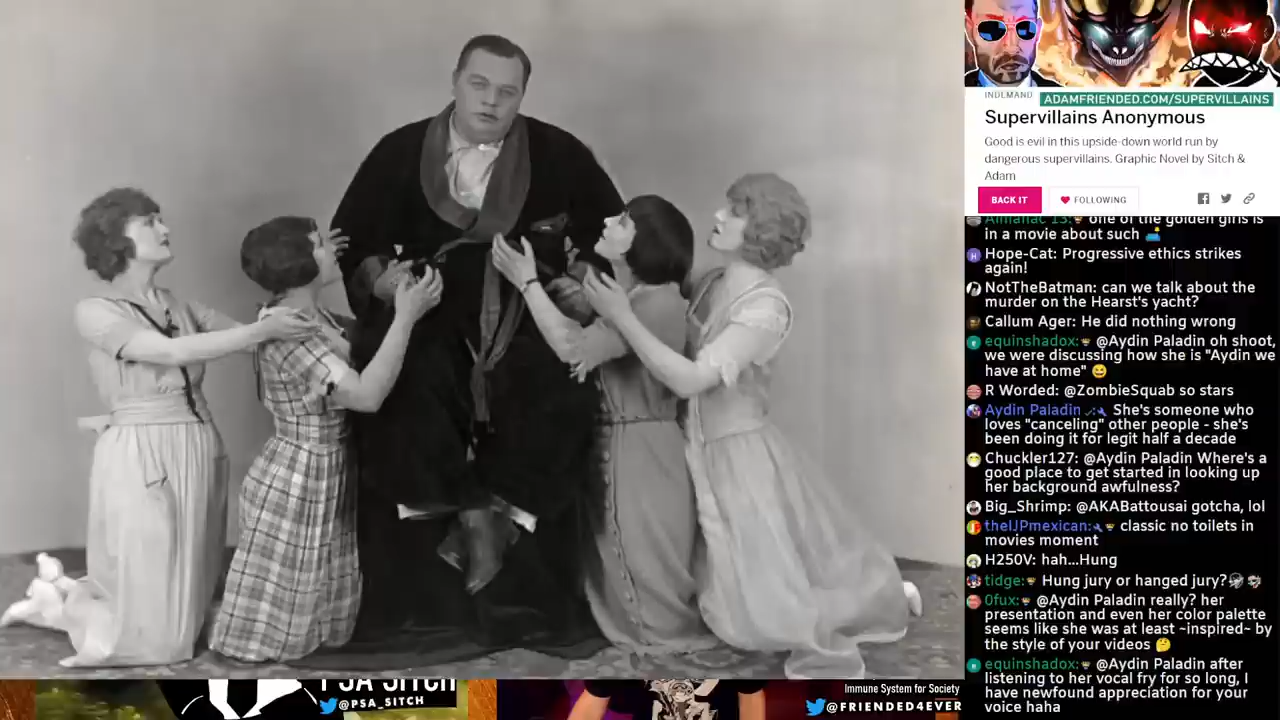 INDEMAND
ADAMFRIENDED.COM/SUPERVILLAINS
Supervillains Anonymous
Good is evil in this upside-down world run by
dangerous supervillains. Graphic Novel by Sitch &
Adam
BACK IT
FOLLOWING
Almanac 13: one of the golden girls is
in a movie about such
Hope-Cat: Progressive ethics strikes
again!
NotTheBatman: can we talk about the
murder on the Hearst's yacht?
Callum Ager: He did nothing wrong
equinshadox: @Aydin Paladin oh shoot,
we were discussing how she is "Aydin we
have at home" 😄
R Worded: @ZombieSquab so stars
Aydin Paladin She's someone who
loves "canceling" other people - she's
been doing it for legit half a decade
Chuckler127: @Aydin Paladin Where's a
good place to get started in looking up
her background awfulness?
Big_Shrimp: @AKABattousai gotcha, lol
theIJPmexican: classic no toilets in
movies moment
H250V: hah...Hung
tidge: Hung jury or hanged jury?
0fux: @Aydin Paladin really? her
presentation and even her color palette
seems like she was at least ~inspired~ by
the style of your videos 🤔
equinshadox: @Aydin Paladin after
listening to her vocal fry for so long, I
have newfound appreciation for your
voice haha
PSA SITCH
@PSA_SITCH
Immune System for Society
@FRIENDED4EVER